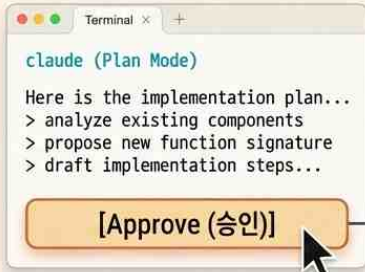 Terminal × +
claude (Plan Mode)
Here is the implementation plan...
> analyze existing components
> propose new function signature
> draft implementation steps...
[Approve (승인)]